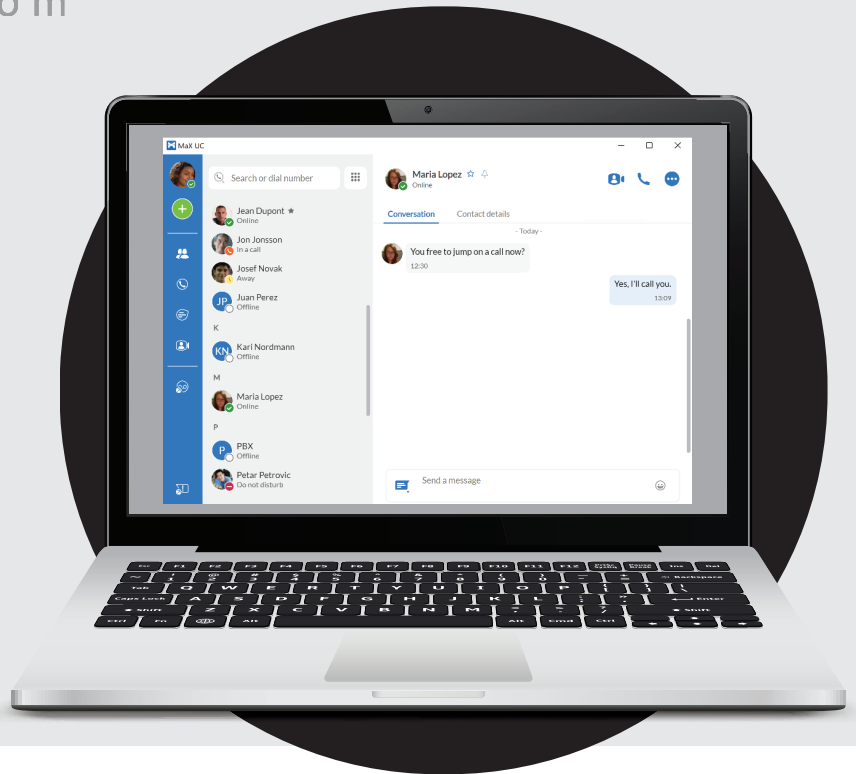 om
MaX UC
Search or dial number
Jean Dupont
Online
Jon Jonsson
In a call
Josef Novak
Away
JP
Juan Perez
Offline
K
KN
Kari Nordmann
Offline
M
Maria Lopez
Online
P
P
PBX
Offline
Petar Petrovic
Do not disturb
Maria Lopez
Online
Conversation Contact details
- Today -
You free to jump on a call now?
12:30
Yes, I'll call you.
13:09
Send a message
Esc F1 F2 F3 F4 F5 F6 F7 F8 F9 F10 F11 F12 Ins Del
Backspace
Tab Q W E R T Y U I O P
Caps Lock A S D F G H J K L Enter
Shift Z X C V B N M Shift
Ctrl Fn Alt Alt Cmd Ctrl